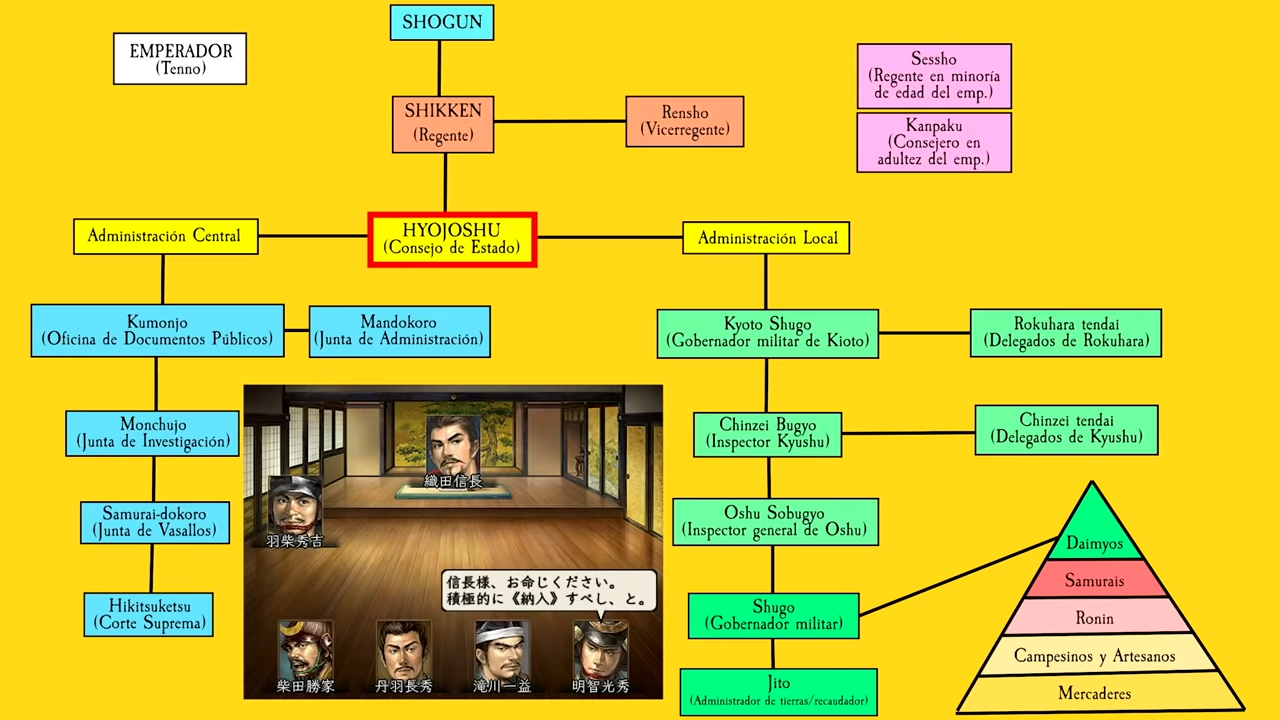 SHOGUN
EMPERADOR
(Tenno)
SHIKKEN
(Regente)
Rensho
(Vicerregente)
Sessho
(Regente en minoría
de edad del emp.)
Kanpaku
(Consejero en
adultez del emp.)
Administración Central
HYOJOSHU
(Consejo de Estado)
Administración Local
Kumonjo
(Oficina de Documentos Públicos)
Mandokoro
(Junta de Administración)
Kyoto Shugo
(Gobernador militar de Kioto)
Rokuhara tendai
(Delegados de Rokuhara)
Monchujo
(Junta de Investigación)
Chinzei Bugyo
(Inspector Kyushu)
Chinzei tendai
(Delegados de Kyushu)
Samurai-dokoro
(Junta de Vasallos)
Oshu Sobugyo
(Inspector general de Oshu)
Hikitsuketsu
(Corte Suprema)
Shugo
(Gobernador militar)
Jito
(Administrador de tierras/recaudador)
織田信長
羽柴秀吉
信長様、お命じください。
積極的に《納入》すべし、と。
柴田勝家
丹羽長秀
滝川一益
明智光秀
Daimyos
Samurais
Ronin
Campesinos y Artesanos
Mercaderes